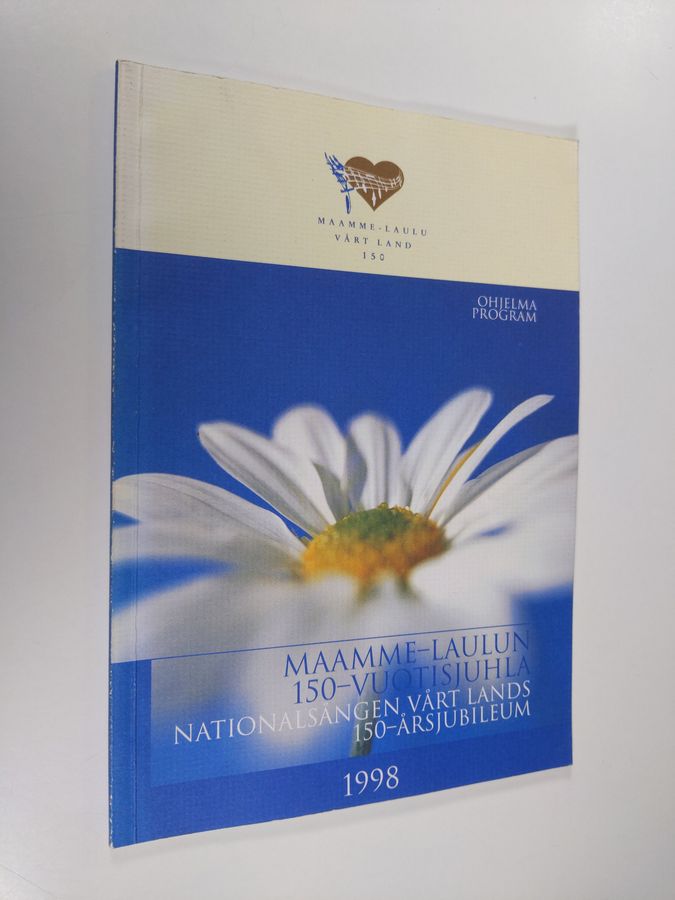 MAAMME-LAULU
VÅRT LAND
150
OHJELMA
PROGRAM
MAAMME–LAULUN
150–VUOTISJUHLA
NATIONALSÅNGEN VÅRT LANDS
150–ÅRSJUBILEUM
1998